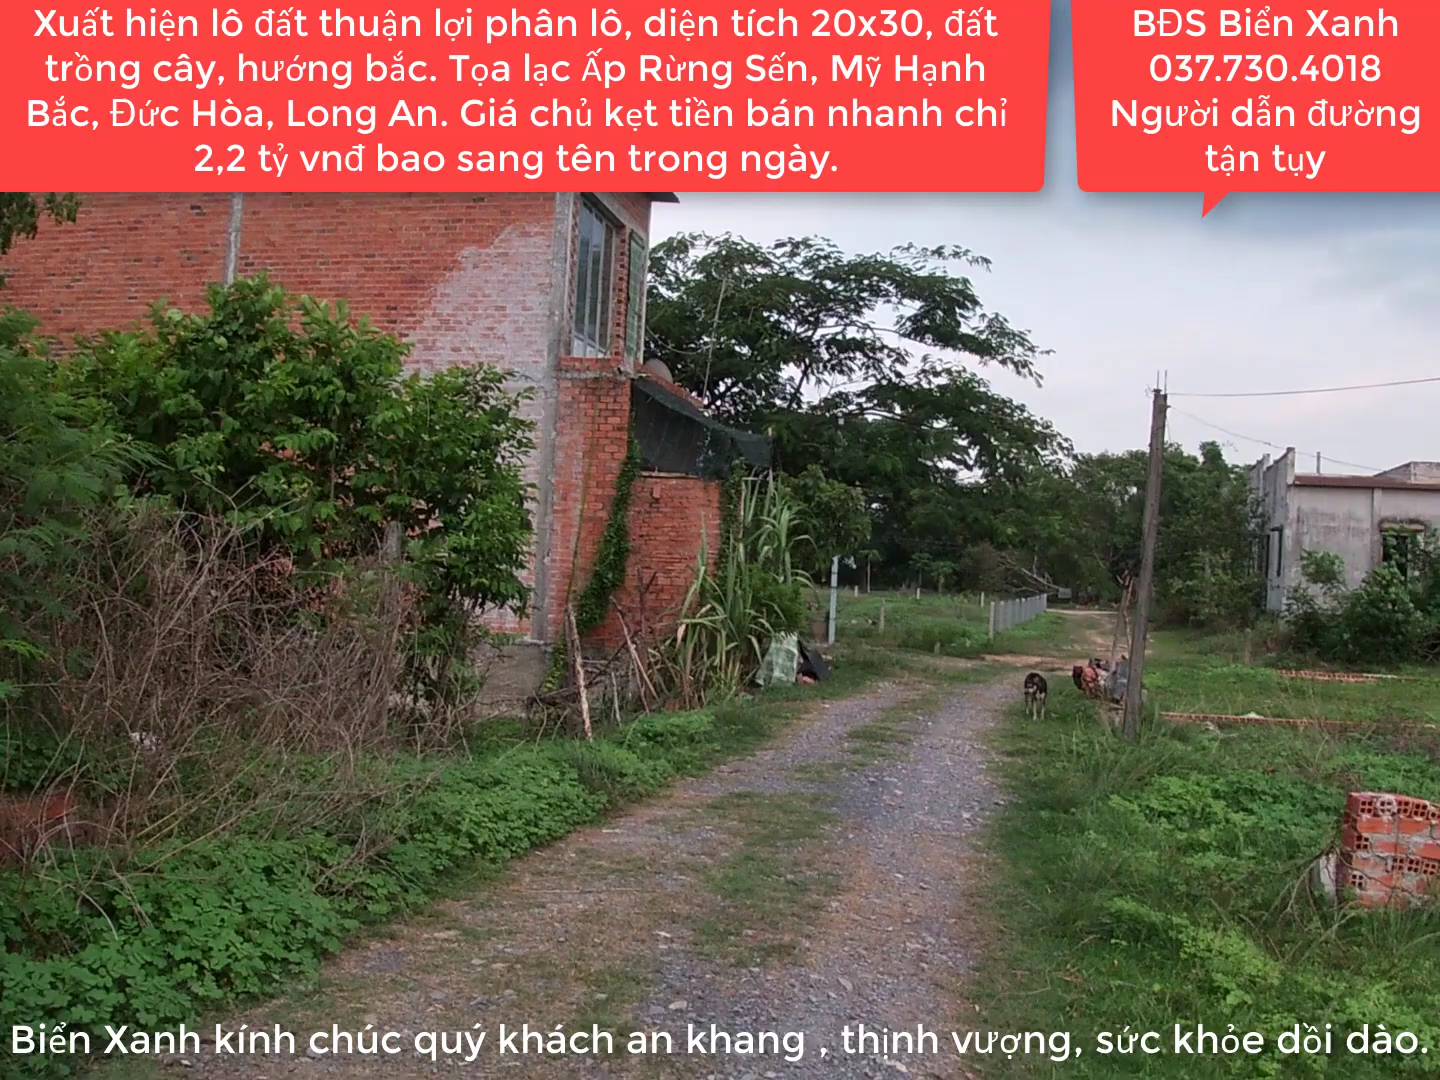 Xuất hiện lô đất thuận lợi phân lô, diện tích 20x30, đất
trồng cây, hướng bắc. Tọa lạc Ấp Rừng Sến, Mỹ Hạnh
Bắc, Đức Hòa, Long An. Giá chủ kẹt tiền bán nhanh chỉ
2,2 tỷ vnđ bao sang tên trong ngày.
BĐS Biển Xanh
037.730.4018
Người dẫn đường
tận tụy
Biển Xanh kính chúc quý khách an khang , thịnh vượng, sức khỏe dồi dào.